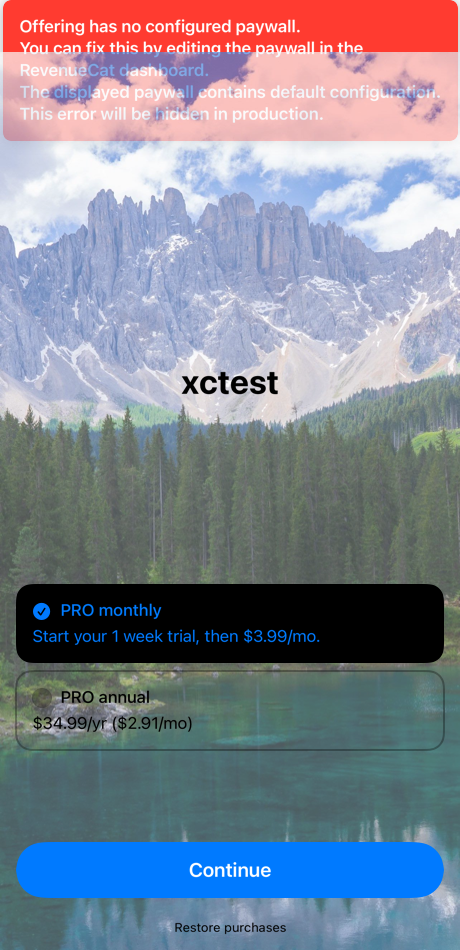 Offering has no configured paywall.
You can fix this by editing the paywall in the
RevenueCat dashboard.
The displayed paywall contains default configuration.
This error will be hidden in production.
xctest
PRO monthly
Start your 1 week trial, then $3.99/mo.
PRO annual
$34.99/yr ($2.91/mo)
Continue
Restore purchases